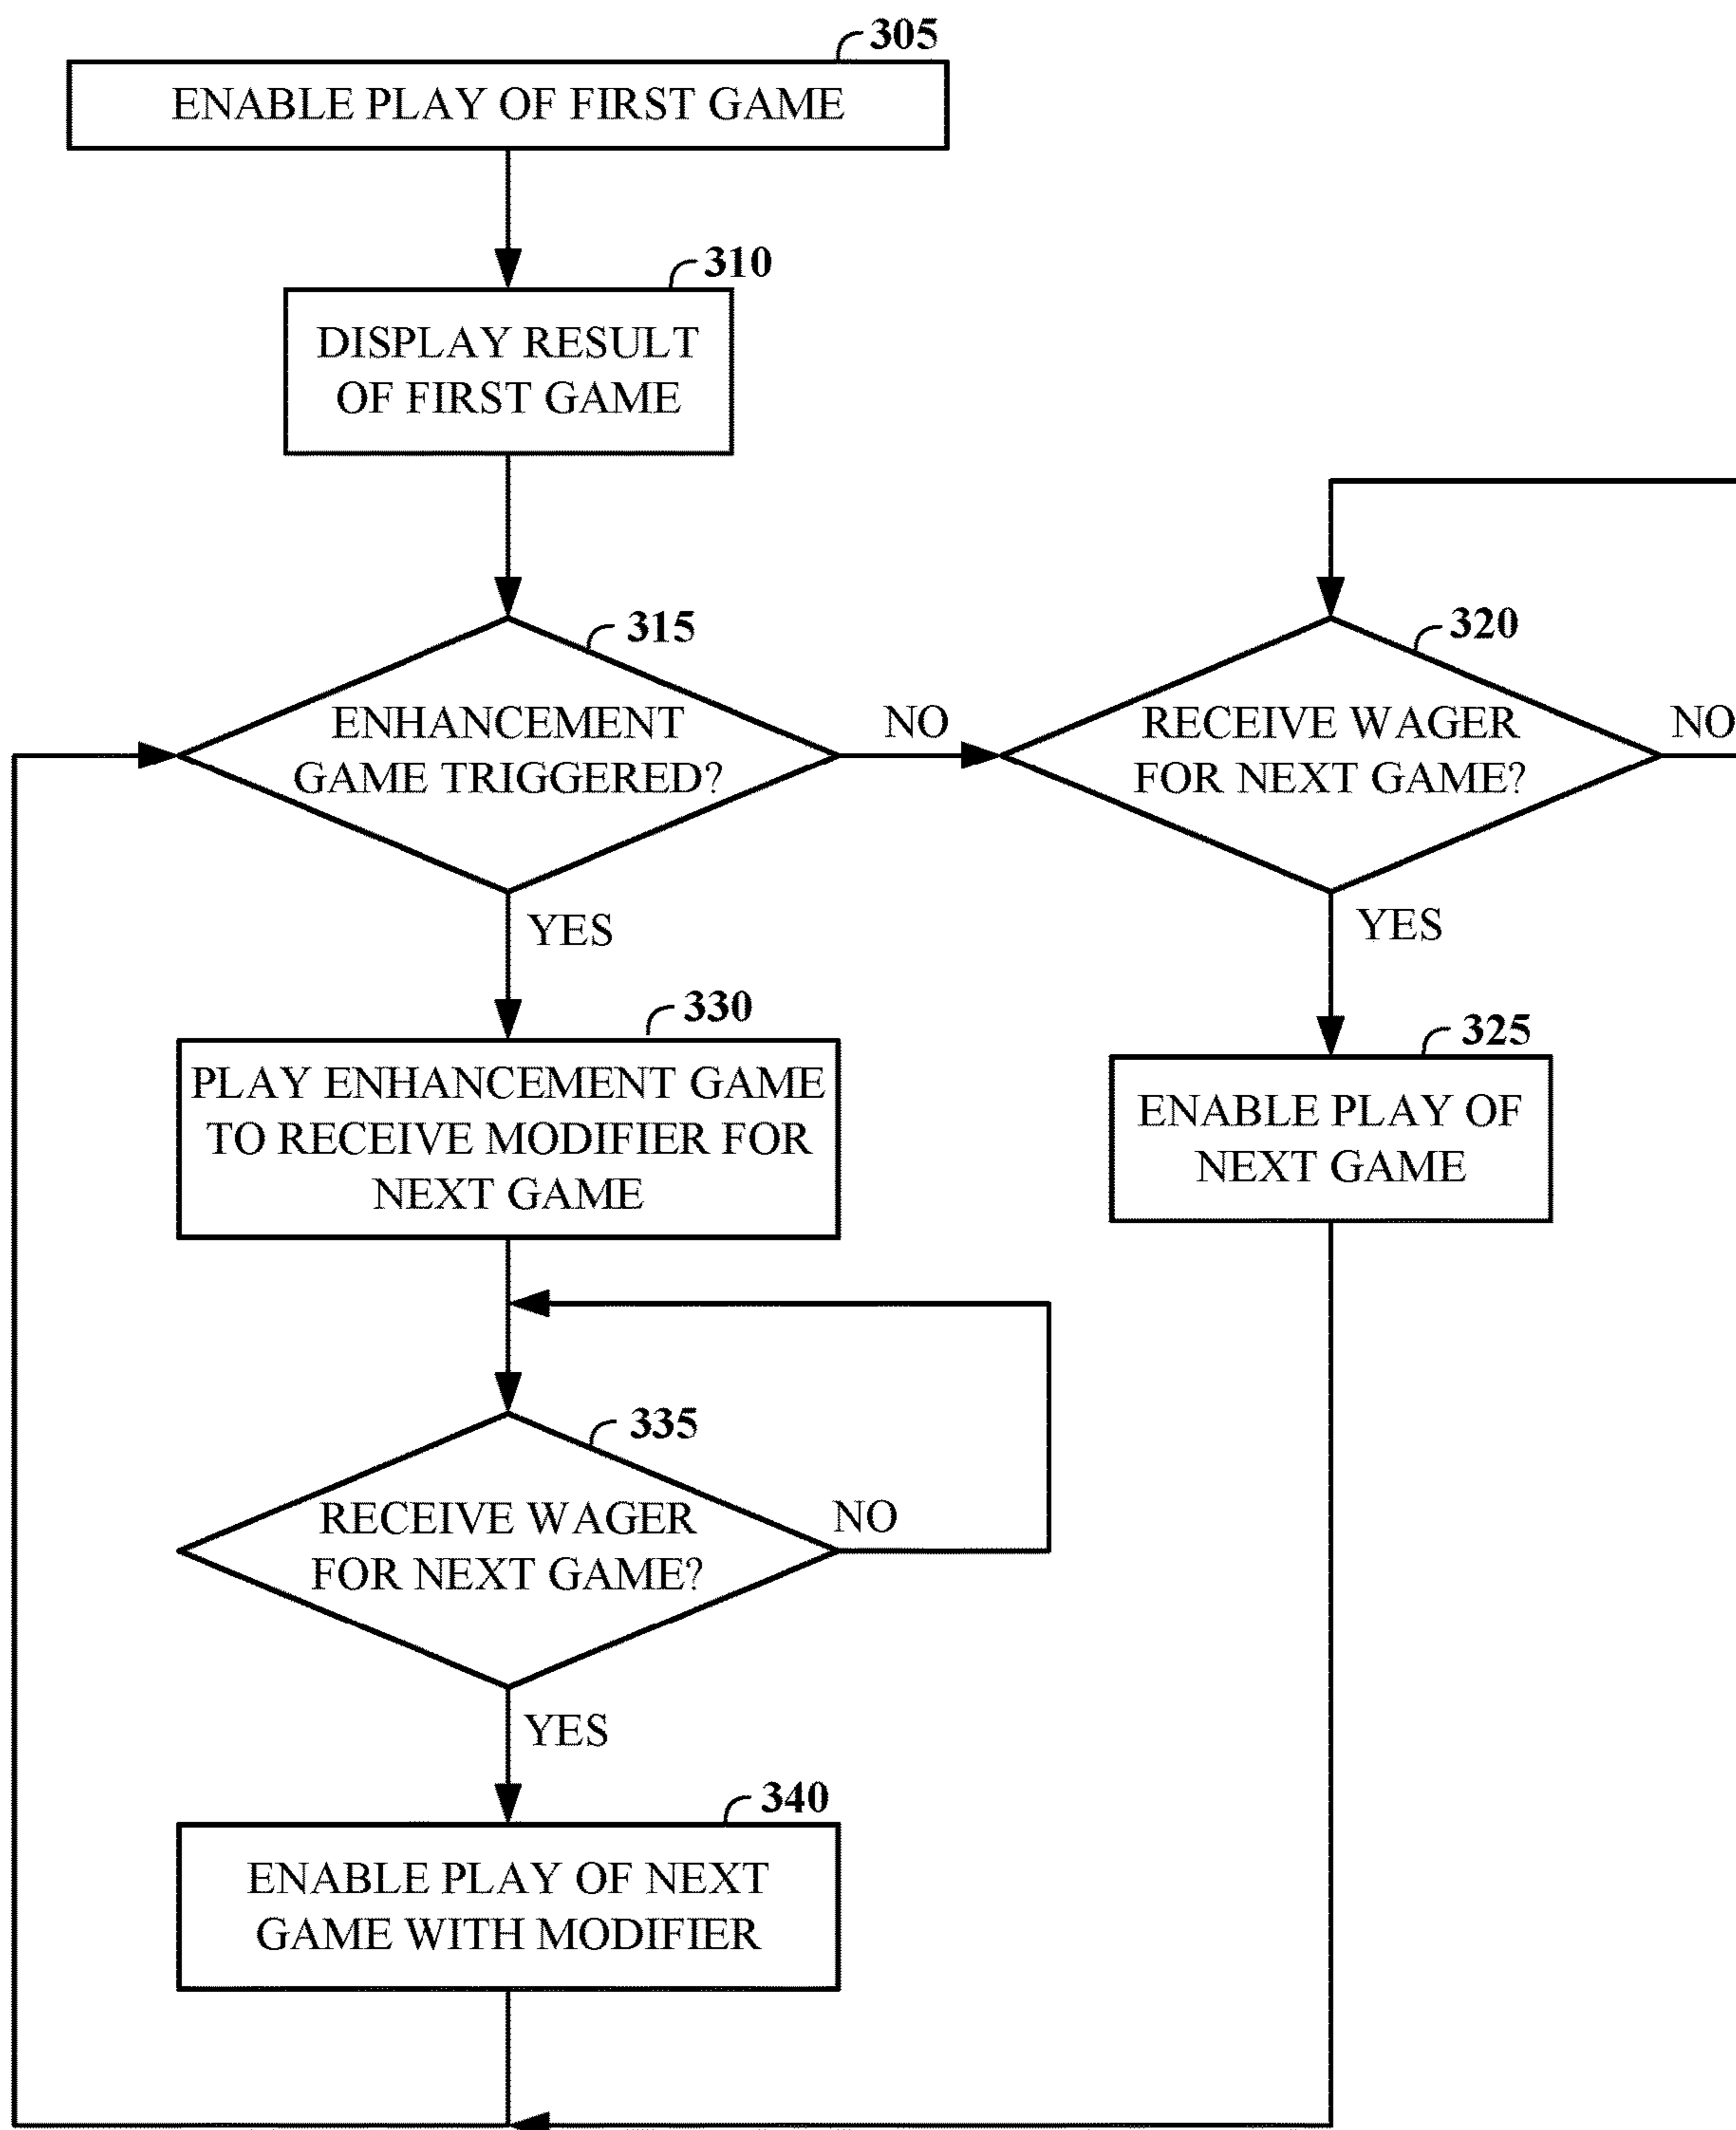 305
ENABLE PLAY OF FIRST GAME
310
DISPLAY RESULT
OF FIRST GAME
315
ENHANCEMENT
GAME TRIGGERED?
NO
320
RECEIVE WAGER
FOR NEXT GAME?
NO
YES
YES
330
PLAY ENHANCEMENT GAME
TO RECEIVE MODIFIER FOR
NEXT GAME
325
ENABLE PLAY OF
NEXT GAME
335
RECEIVE WAGER
FOR NEXT GAME?
NO
YES
340
ENABLE PLAY OF NEXT
GAME WITH MODIFIER